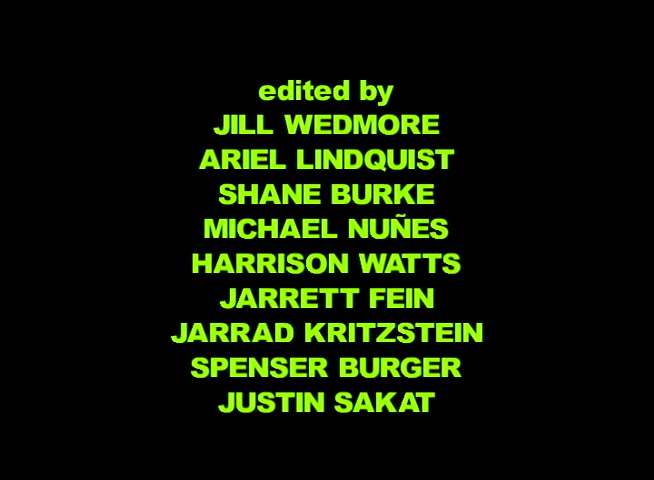 edited by
JILL WEDMORE
ARIEL LINDQUIST
SHANE BURKE
MICHAEL NUÑES
HARRISON WATTS
JARRETT FEIN
JARRAD KRITZSTEIN
SPENSER BURGER
JUSTIN SAKAT